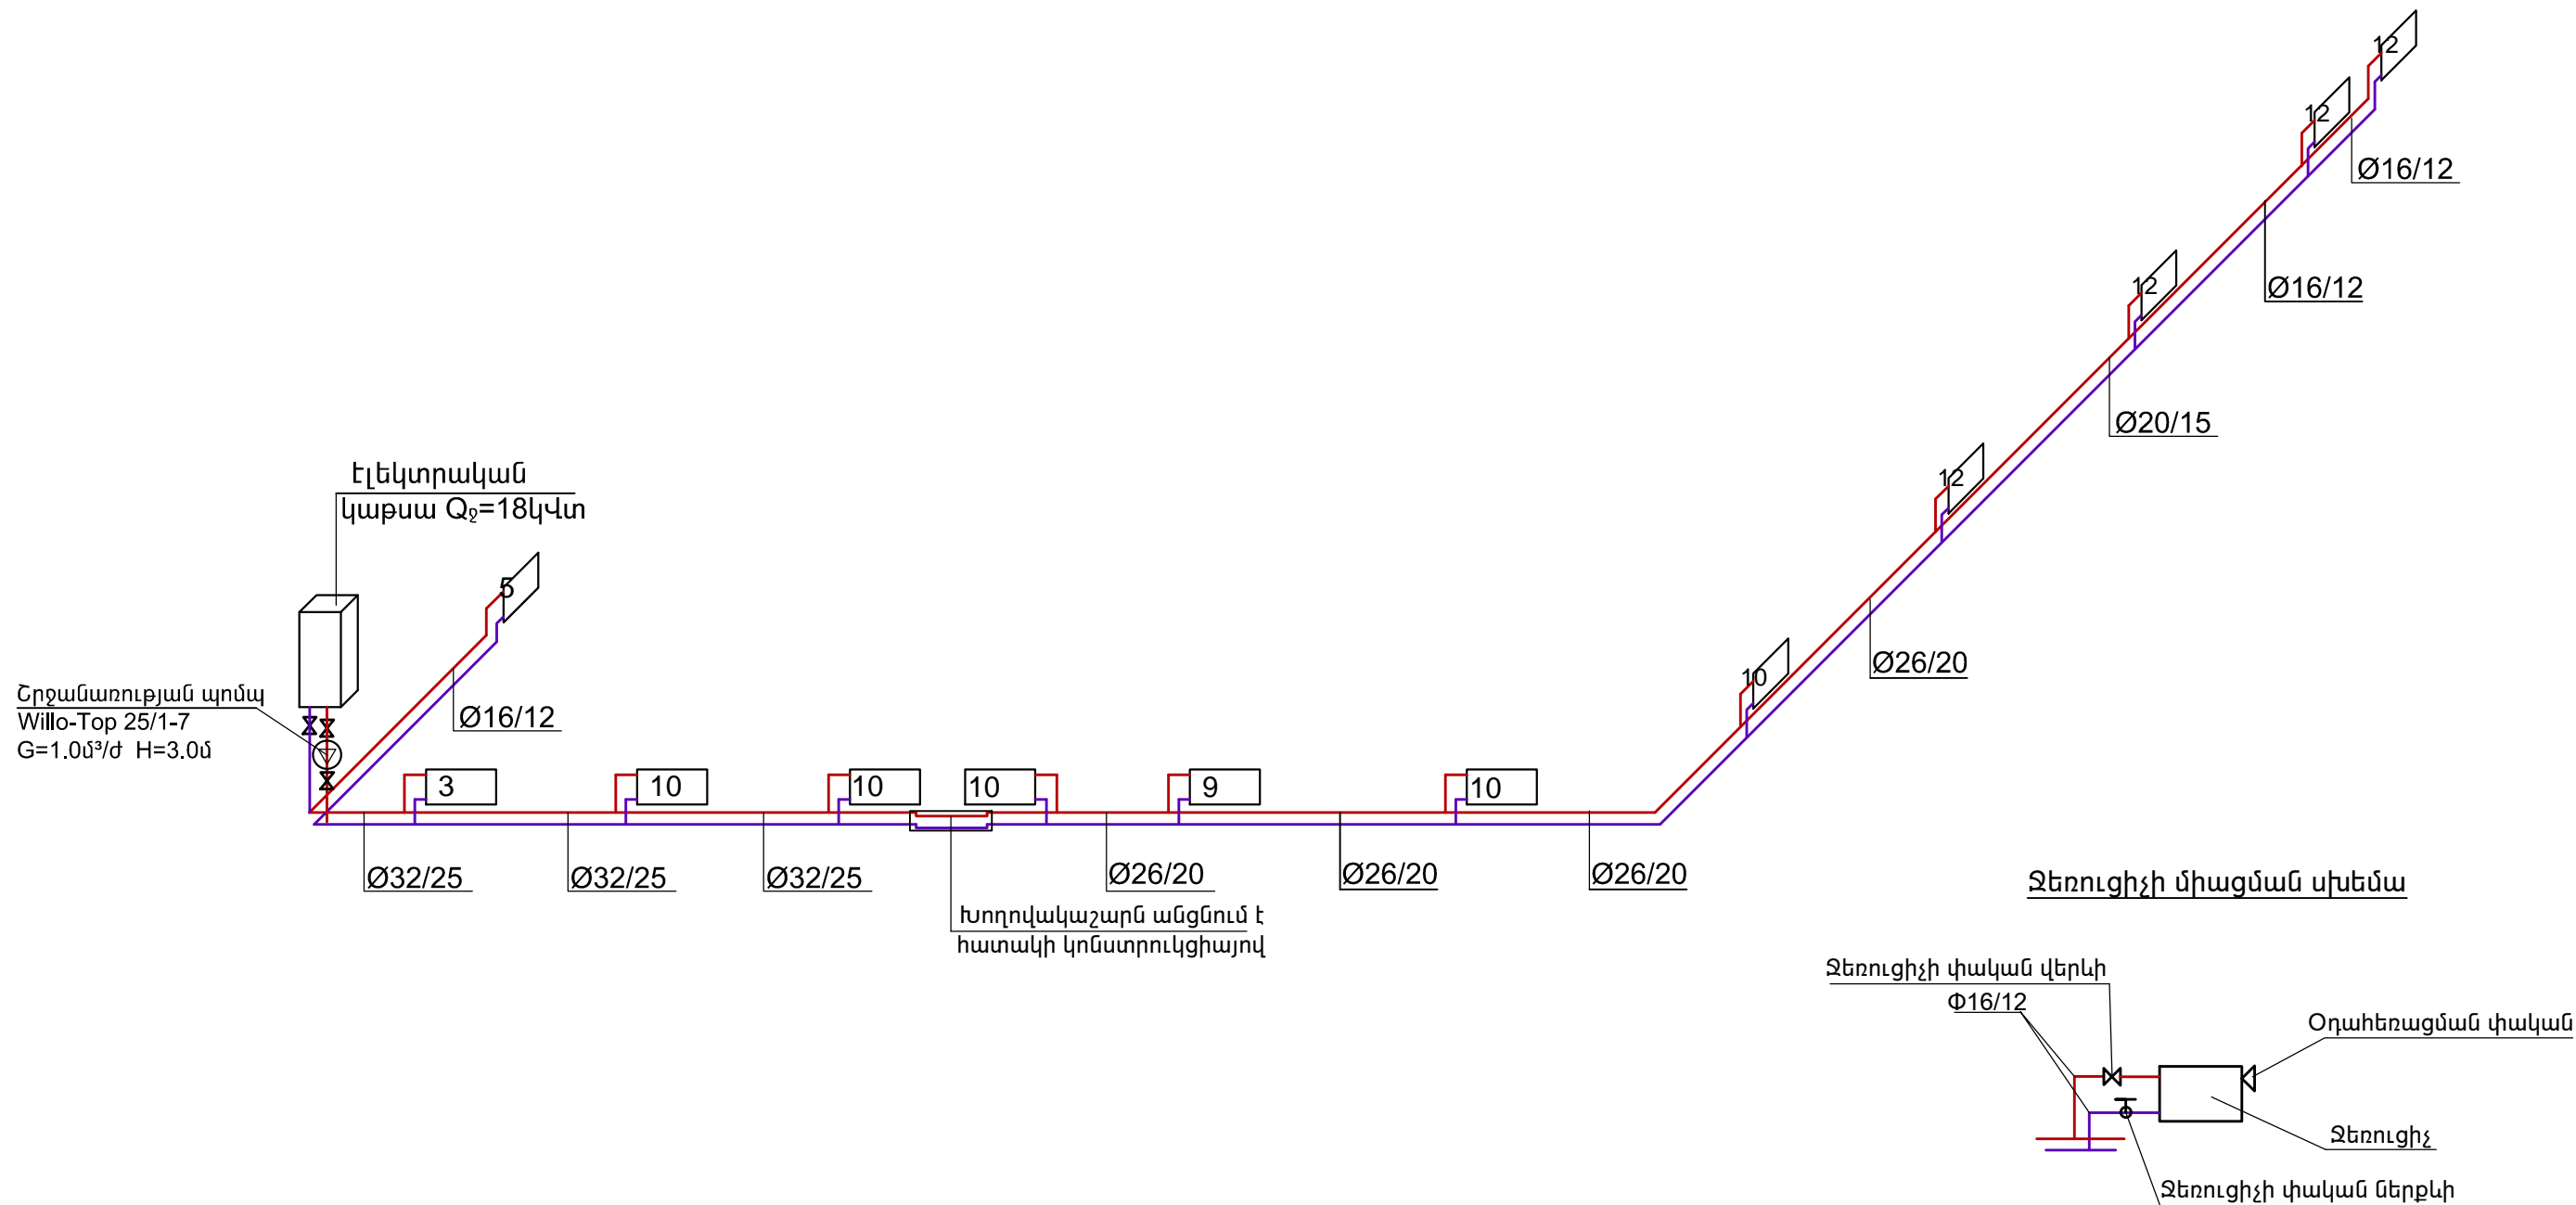 12
12
Ø16/12
12
Ø16/12
Ø20/15
12
Ø26/20
10
էլեկտրական
կաթսա Qջ=18կՎտ
5
Ø16/12
Շրջանառության պոմպ
Willo-Top 25/1-7
G=1.0մ³/ժ H=3.0մ
3
10
10
10
9
10
Ø32/25
Ø32/25
Ø32/25
Ø26/20
Ø26/20
Ø26/20
Խողովակաշարն անցնում է
հատակի կոնստրուկցիայով
Ջեռուցիչի միացման սխեմա
Ջեռուցիչի փական վերևի
Φ16/12
Օդահեռացման փական
Ջեռուցիչ
Ջեռուցիչի փական ներքևի